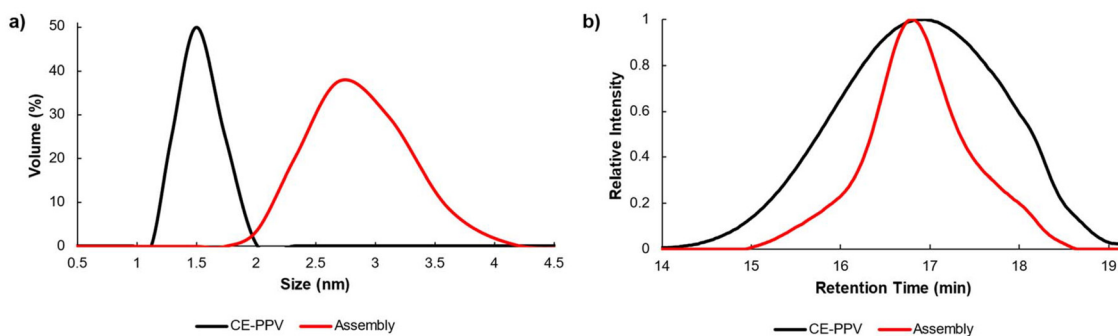 a)
50
40
30
20
10
0
Volume (%)
0.5 1 1.5 2 2.5 3 3.5 4 4.5
Size (nm)
CE-PPV Assembly
b)
1
0.8
0.6
0.4
0.2
0
Relative Intensity
14 15 16 17 18 19
Retention Time (min)
CE-PPV Assembly